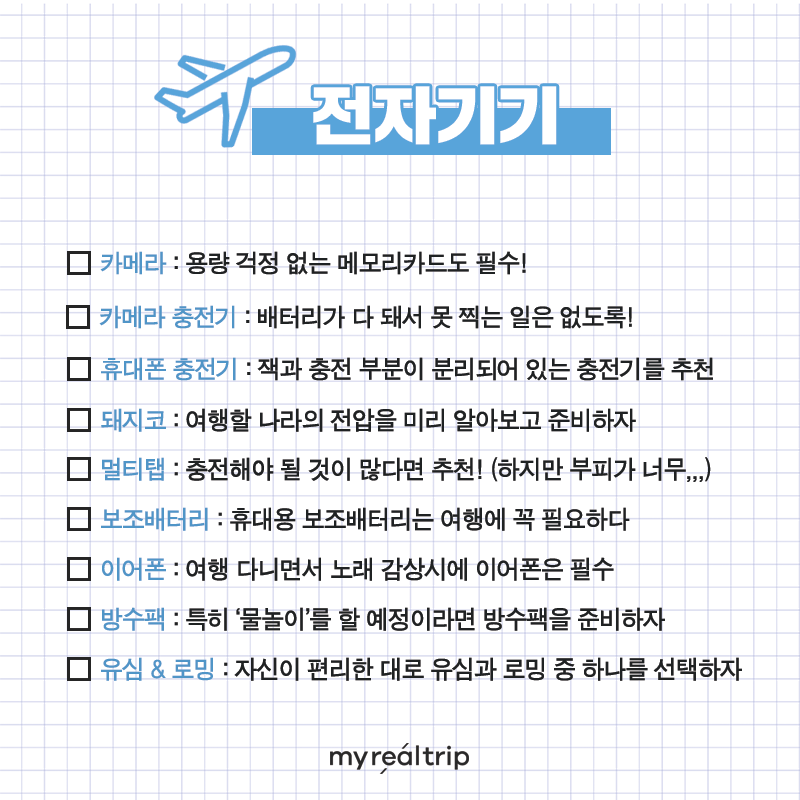 전자기기
카메라 : 용량 걱정 없는 메모리카드도 필수!
카메라 충전기 : 배터리가 다 돼서 못 찍는 일은 없도록!
휴대폰 충전기 : 잭과 충전 부분이 분리되어 있는 충전기를 추천
돼지코 : 여행할 나라의 전압을 미리 알아보고 준비하자
멀티탭 : 충전해야 될 것이 많다면 추천! (하지만 부피가 너무,,,)
보조배터리 : 휴대용 보조배터리는 여행에 꼭 필요하다
이어폰 : 여행 다니면서 노래 감상시에 이어폰은 필수
방수팩 : 특히 ‘물놀이’를 할 예정이라면 방수팩을 준비하자
유심 & 로밍 : 자신이 편리한 대로 유심과 로밍 중 하나를 선택하자
myrealtrip